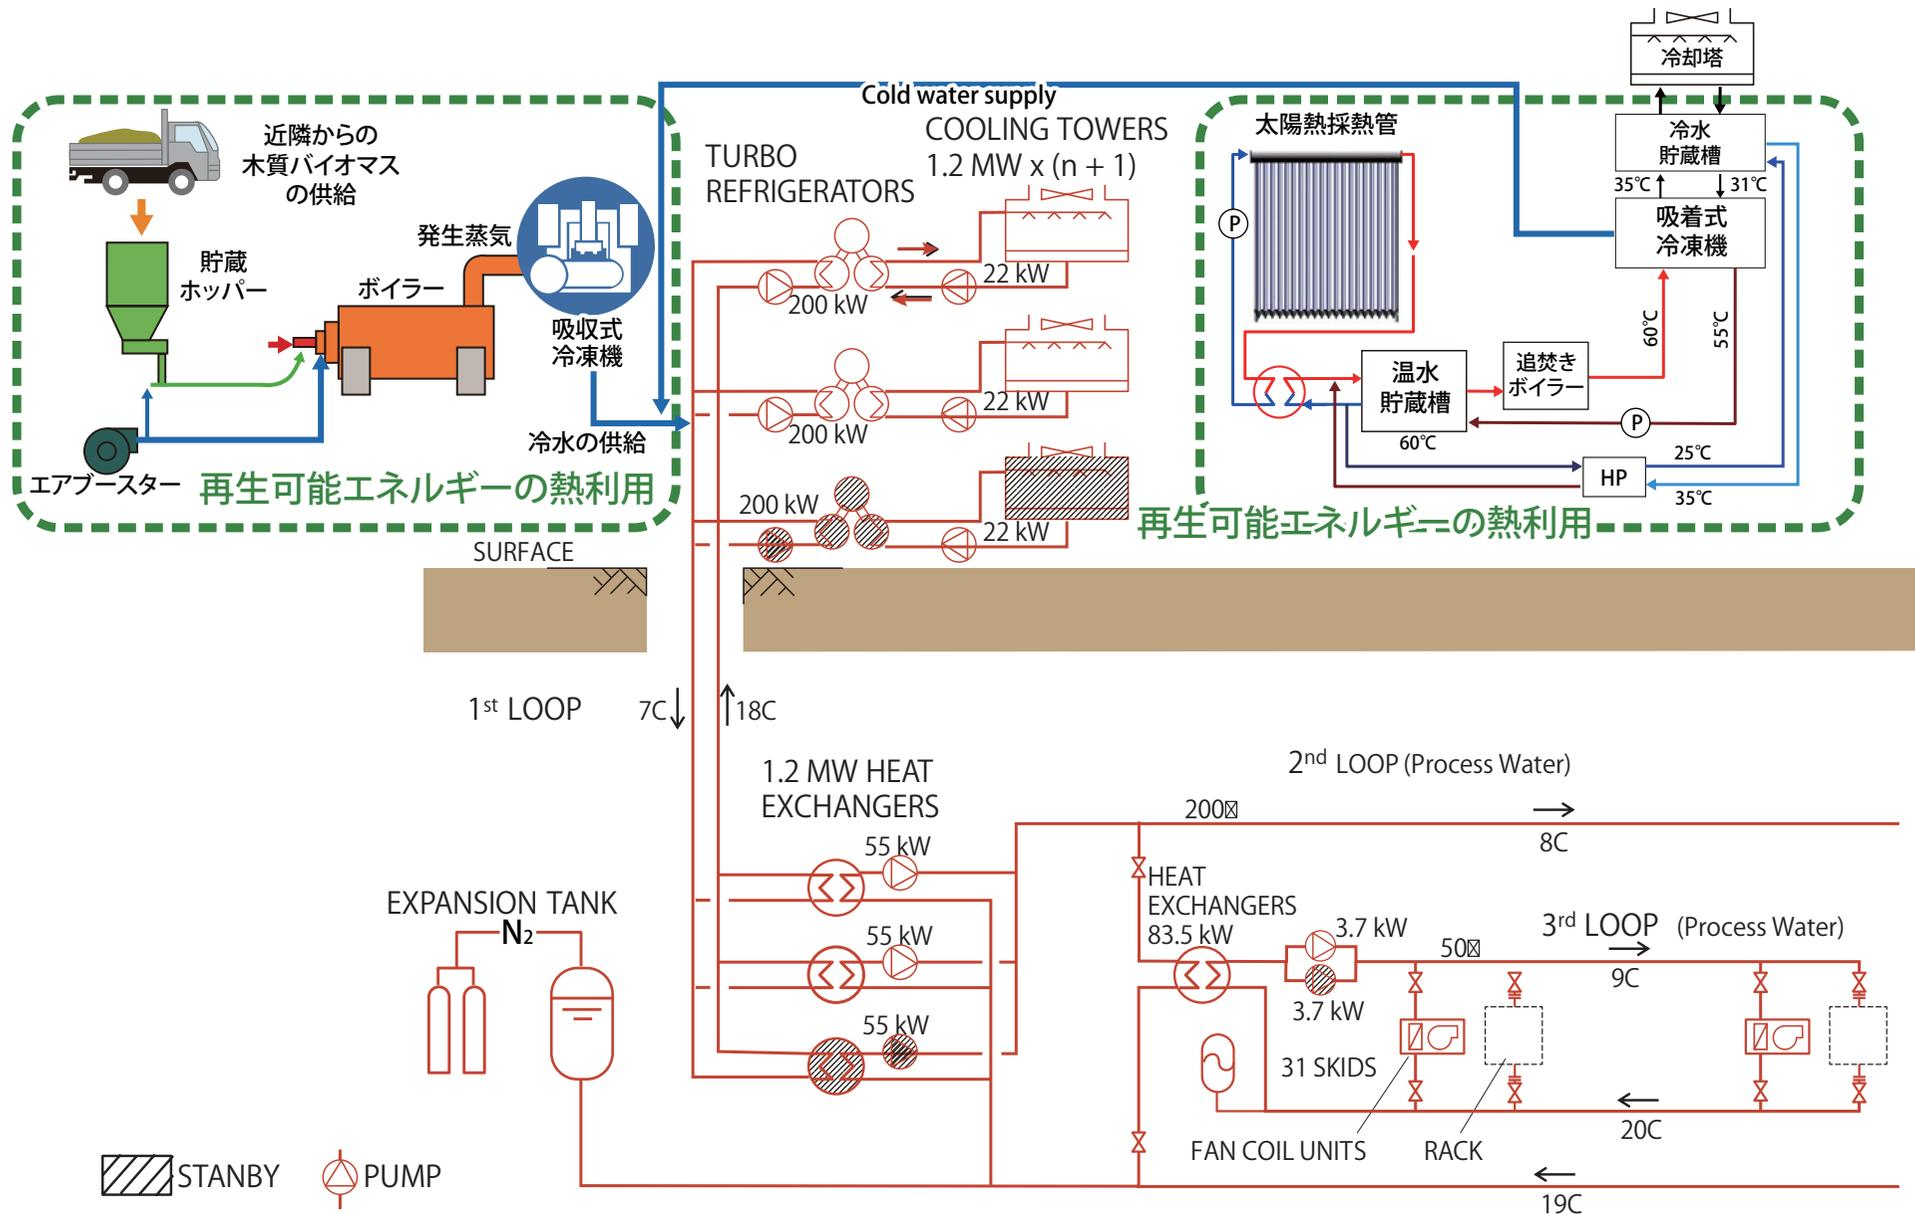 冷却塔
Cold water supply
近隣からの
木質バイオマス
の供給
発生蒸気
貯蔵
ホッパー
ボイラー
吸収式
冷凍機
冷水の供給
エアブースター
再生可能エネルギーの熱利用
TURBO
REFRIGERATORS
COOLING TOWERS
1.2 MW x (n + 1)
200 kW
22 kW
200 kW
22 kW
200 kW
22 kW
太陽熱採熱管
冷水
貯蔵槽
35℃
31℃
吸着式
冷凍機
P
60℃
55℃
温水
貯蔵槽
60℃
追焚き
ボイラー
P
HP
25℃
35℃
再生可能エネルギーの熱利用
SURFACE
1st LOOP
7C
18C
1.2 MW HEAT
EXCHANGERS
55 kW
55 kW
55 kW
EXPANSION TANK
N2
2nd LOOP (Process Water)
200
8C
HEAT
EXCHANGERS
83.5 kW
3.7 kW
3.7 kW
50
3rd LOOP (Process Water)
9C
31 SKIDS
FAN COIL UNITS
RACK
20C
19C
STANBY
PUMP